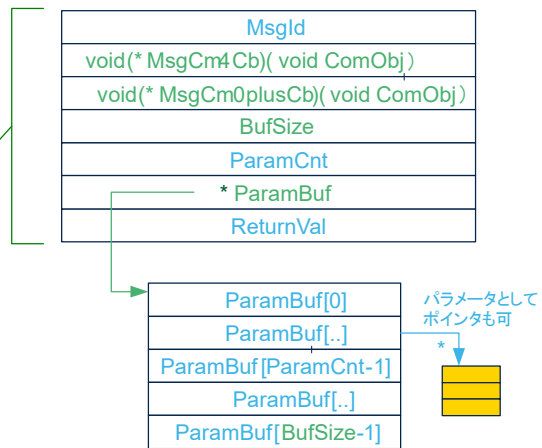 MsgId
void(* MsgCm4Cb)( void ComObj)
void(* MsgCm0plusCb)( void ComObj)
BufSize
ParamCnt
* ParamBuf
ReturnVal
ParamBuf[0]
パラメータとして
ポインタも可
ParamBuf[..]
*
ParamBuf[ParamCnt-1]
ParamBuf[..]
ParamBuf[BufSize-1]